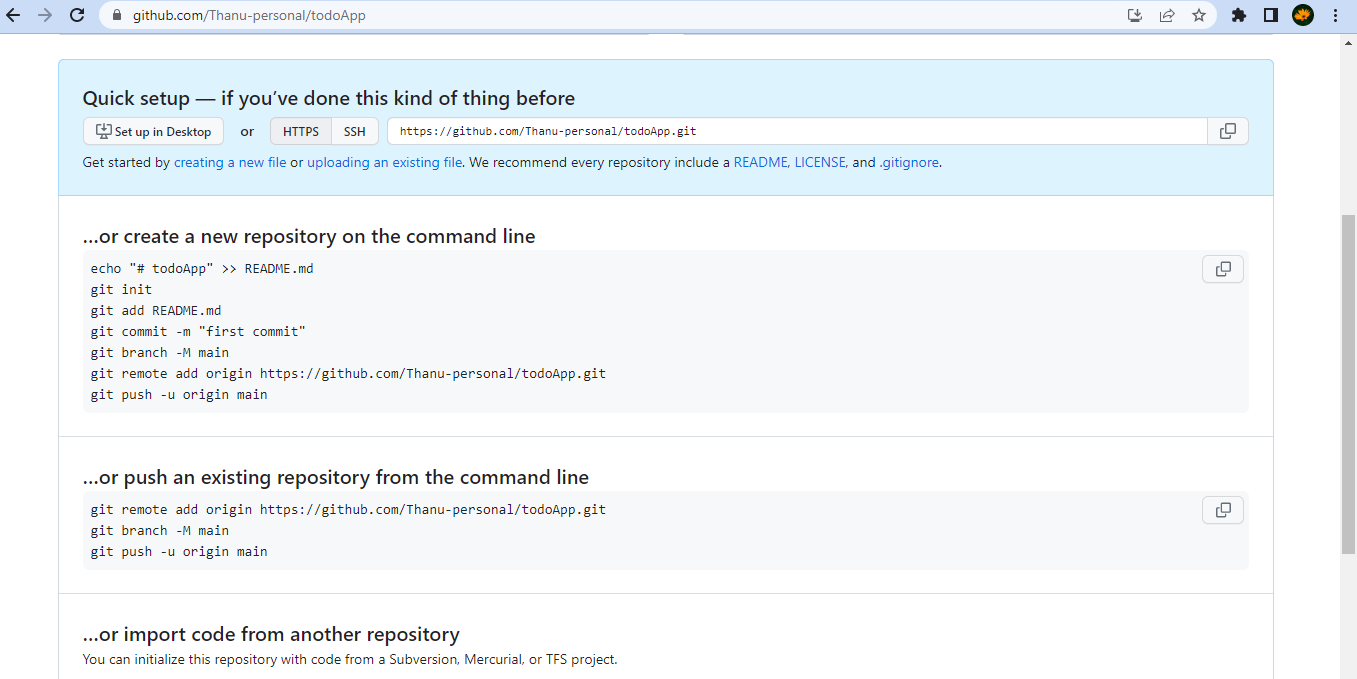 github.com/Thanu-personal/todoApp
Quick setup — if you’ve done this kind of thing before
Set up in Desktop or HTTPS SSH https://github.com/Thanu-personal/todoApp.git
Get started by creating a new file or uploading an existing file. We recommend every repository include a README, LICENSE, and .gitignore.
…or create a new repository on the command line
echo "# todoApp" >> README.md
git init
git add README.md
git commit -m "first commit"
git branch -M main
git remote add origin https://github.com/Thanu-personal/todoApp.git
git push -u origin main
…or push an existing repository from the command line
git remote add origin https://github.com/Thanu-personal/todoApp.git
git branch -M main
git push -u origin main
…or import code from another repository
You can initialize this repository with code from a Subversion, Mercurial, or TFS project.